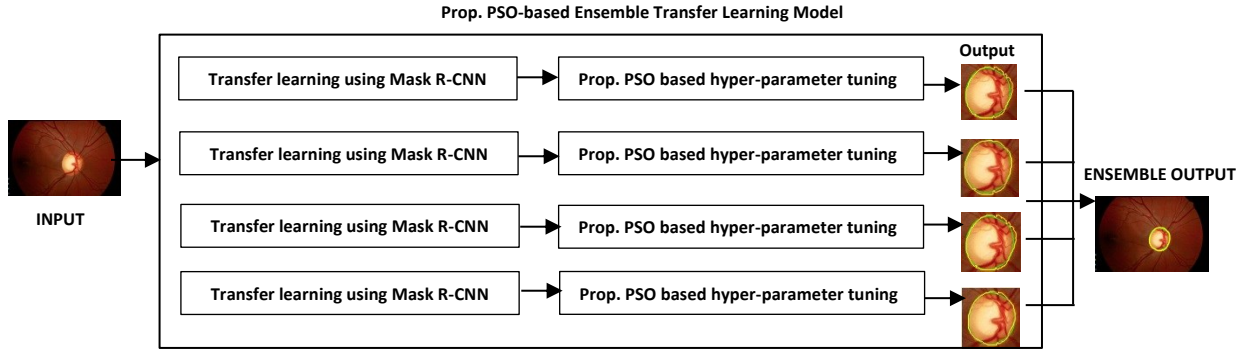 Prop. PSO-based Ensemble Transfer Learning Model
Output
Transfer learning using Mask R-CNN
Prop. PSO based hyper-parameter tuning
Transfer learning using Mask R-CNN
Prop. PSO based hyper-parameter tuning
INPUT
ENSEMBLE OUTPUT
Transfer learning using Mask R-CNN
Prop. PSO based hyper-parameter tuning
Transfer learning using Mask R-CNN
Prop. PSO based hyper-parameter tuning